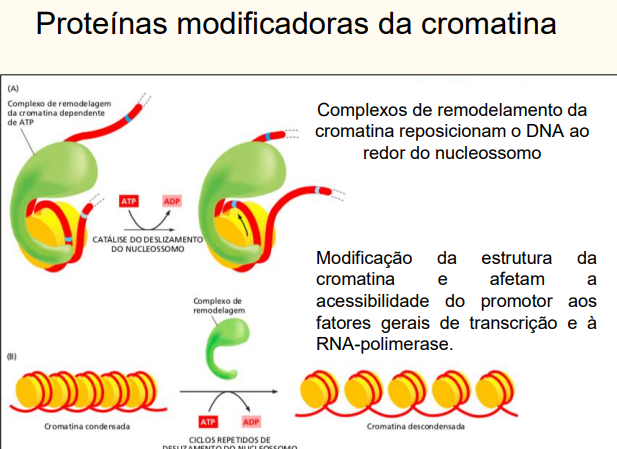 Proteínas modificadoras da cromatina
(A)
Complexo de remodelagem
da cromatina dependente
de ATP
ATP
ADP
CATÁLISE DO DESLIZAMENTO
DO NUCLEOSSOMO
Complexos de remodelamento da
cromatina reposicionam o DNA ao
redor do nucleossomo
Modificação da estrutura da
cromatina e afetam a
acessibilidade do promotor aos
fatores gerais de transcrição e à
RNA-polimerase.
Complexo de
remodelagem
(B)
ATP
ADP
Cromatina condensada
Cromatina descondensada
CICLOS REPETIDOS DE
DESLIZAMENTO DO NUCLEOSSOMO